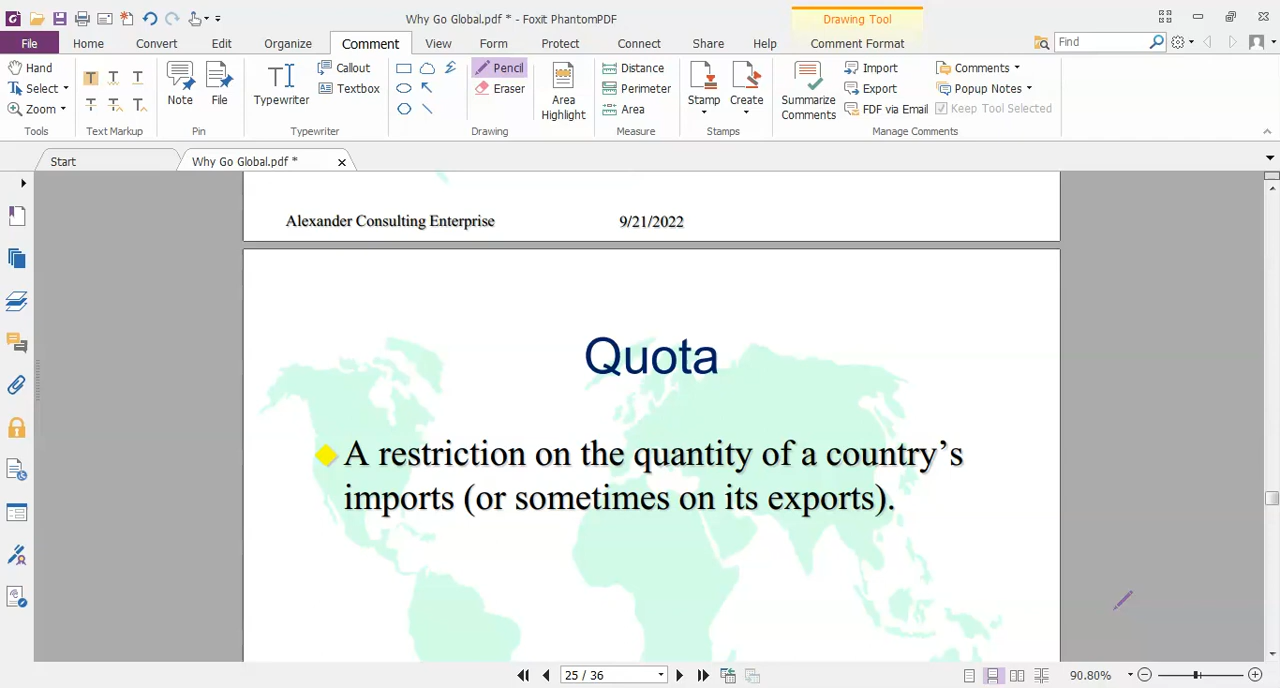 Why Go Global.pdf * - Foxit PhantomPDF
Drawing Tool
File Home Convert Edit Organize Comment View Form Protect Connect Share Help Comment Format Find
Hand
Select
Zoom
Tools
Text Markup
Note
File
Pin
Typewriter
Callout
Textbox
Typewriter
Pencil
Eraser
Area Highlight
Drawing
Distance
Perimeter
Area
Measure
Stamp
Create
Stamps
Summarize Comments
Import
Export
FDF via Email
Comments
Popup Notes
Keep Tool Selected
Manage Comments
Start
Why Go Global.pdf *
Alexander Consulting Enterprise 9/21/2022
Quota
A restriction on the quantity of a country's
imports (or sometimes on its exports).
25 / 36
90.80%